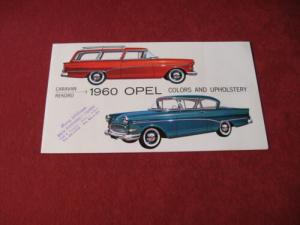 CARAVAN
REKORD
1960 OPEL
COLORS AND UPHOLSTERY